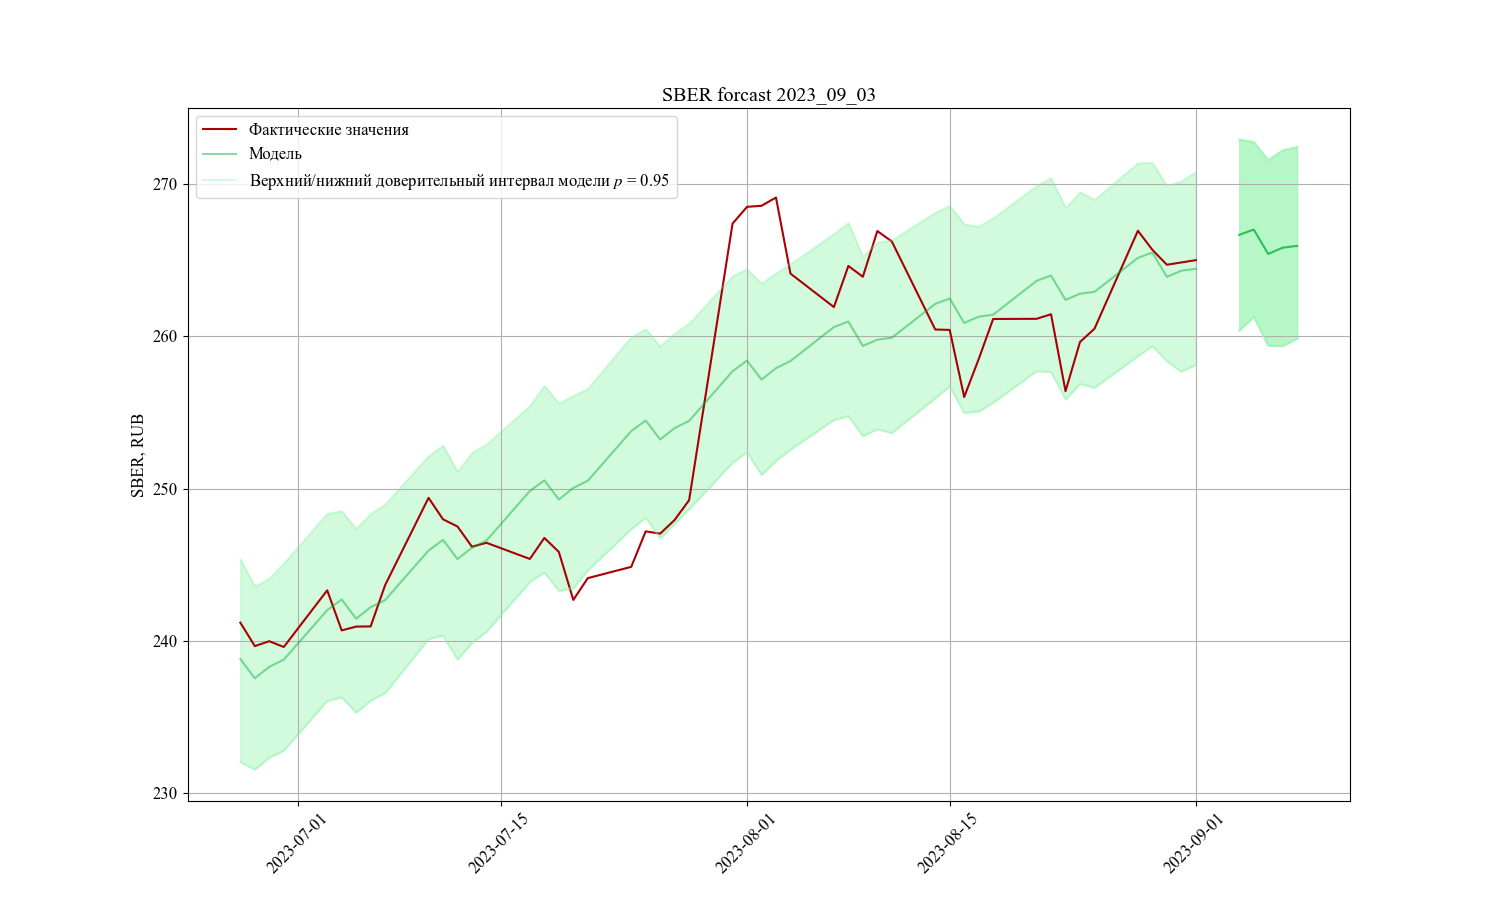 SBER forcast 2023_09_03
Фактические значения
Модель
Верхний/нижний доверительный интервал модели p = 0.95
SBER, RUB
270
260
250
240
230
2023-07-01
2023-07-15
2023-08-01
2023-08-15
2023-09-01